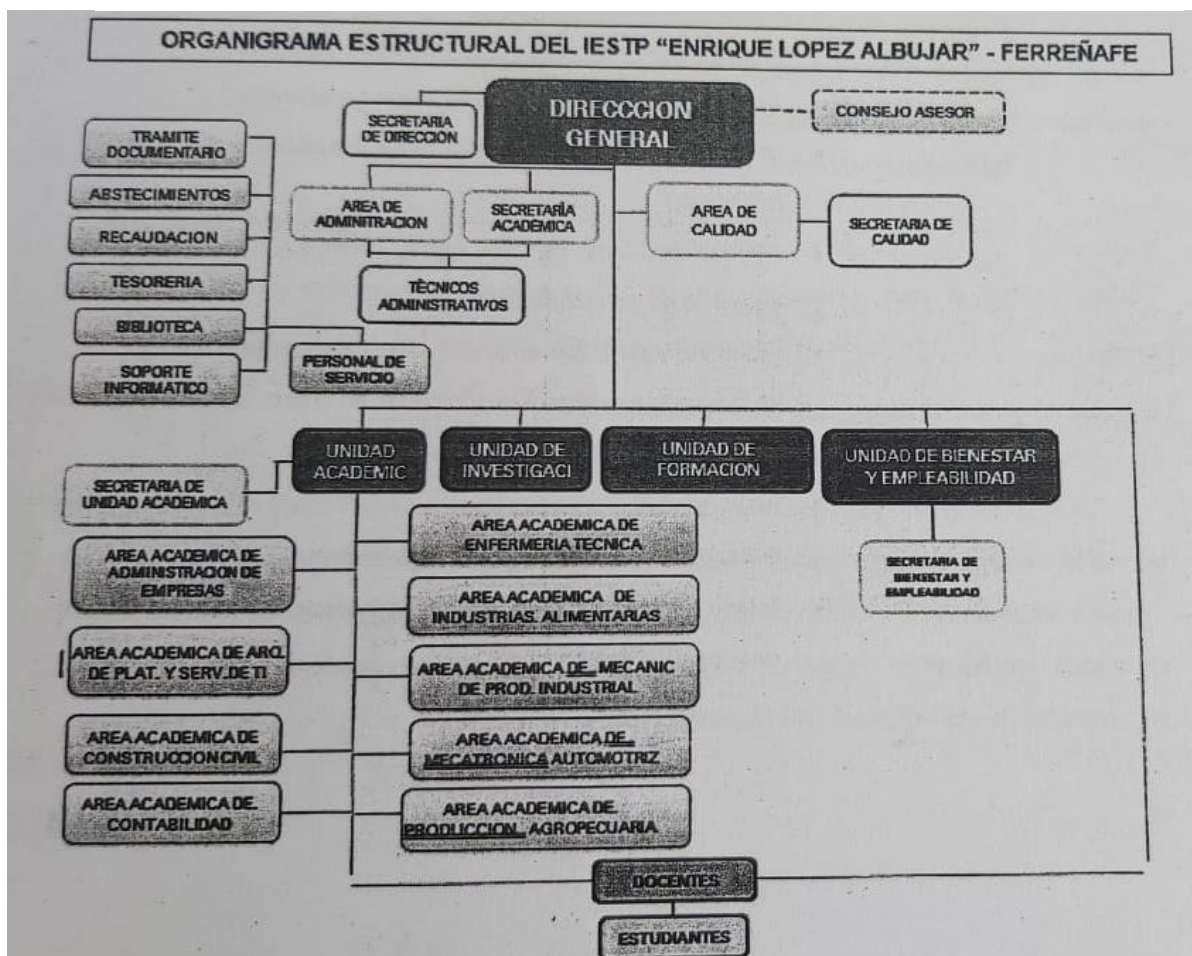 ORGANIGRAMA ESTRUCTURAL DEL IESTP "ENRIQUE LOPEZ ALBUJAR" - FERREÑAFE
DIRECCCION
GENERAL
SECRETARIA
DE DIRECCIÓN
CONSEJO ASESOR
TRAMITE
DOCUMENTARIO
ABSTECIMIENTOS
RECAUDACION
TESORERIA
BIBLIOTECA
SOPORTE
INFORMATICO
PERSONAL DE
SERVICIO
AREA DE
ADMINITRACION
SECRETARÍA
ACADÉMICA
AREA DE
CALIDAD
SECRETARIA DE
CALIDAD
TÈCNICOS
ADMINISTRATIVOS
UNIDAD
ACADEMIC
UNIDAD DE
INVESTIGACI
UNIDAD DE
FORMACION
UNIDAD DE BIENESTAR
Y EMPLEABILIDAD
SECRETARIA DE
UNIDAD ACADEMICA
SECRETARIA DE
BIENESTAR Y
EMPLEABILIDAD
AREA ACADEMICA DE
ADMINISTRACION DE
EMPRESAS
AREA ACADEMICA DE ARQ.
DE PLAT. Y SERV. DE TI
AREA ACADEMICA DE
CONSTRUCCION CIVIL
AREA ACADEMICA DE
CONTABILIDAD
AREA ACADEMICA DE
ENFERMERIA TECNICA
AREA ACADEMICA DE
INDUSTRIAS. ALIMENTARIAS
AREA ACADEMICA DE MECANIC
DE PROD. INDUSTRIAL
AREA ACADEMICA DE
MECATRONICA AUTOMOTRIZ
AREA ACADEMICA DE
PRODUCCION AGROPECUARIA
DOCENTES
ESTUDIANTES